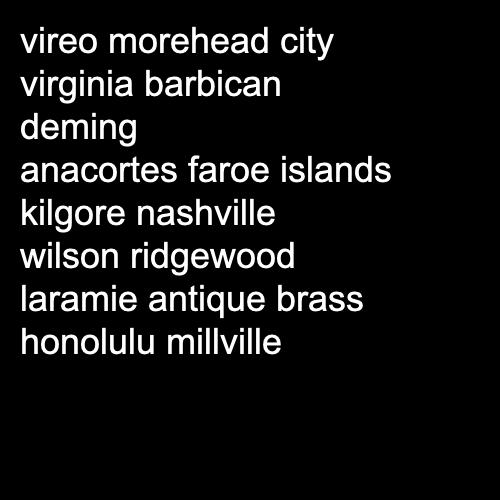 vireo morehead city
virginia barbican
deming
anacortes faroe islands
kilgore nashville
wilson ridgewood
laramie antique brass
honolulu millville